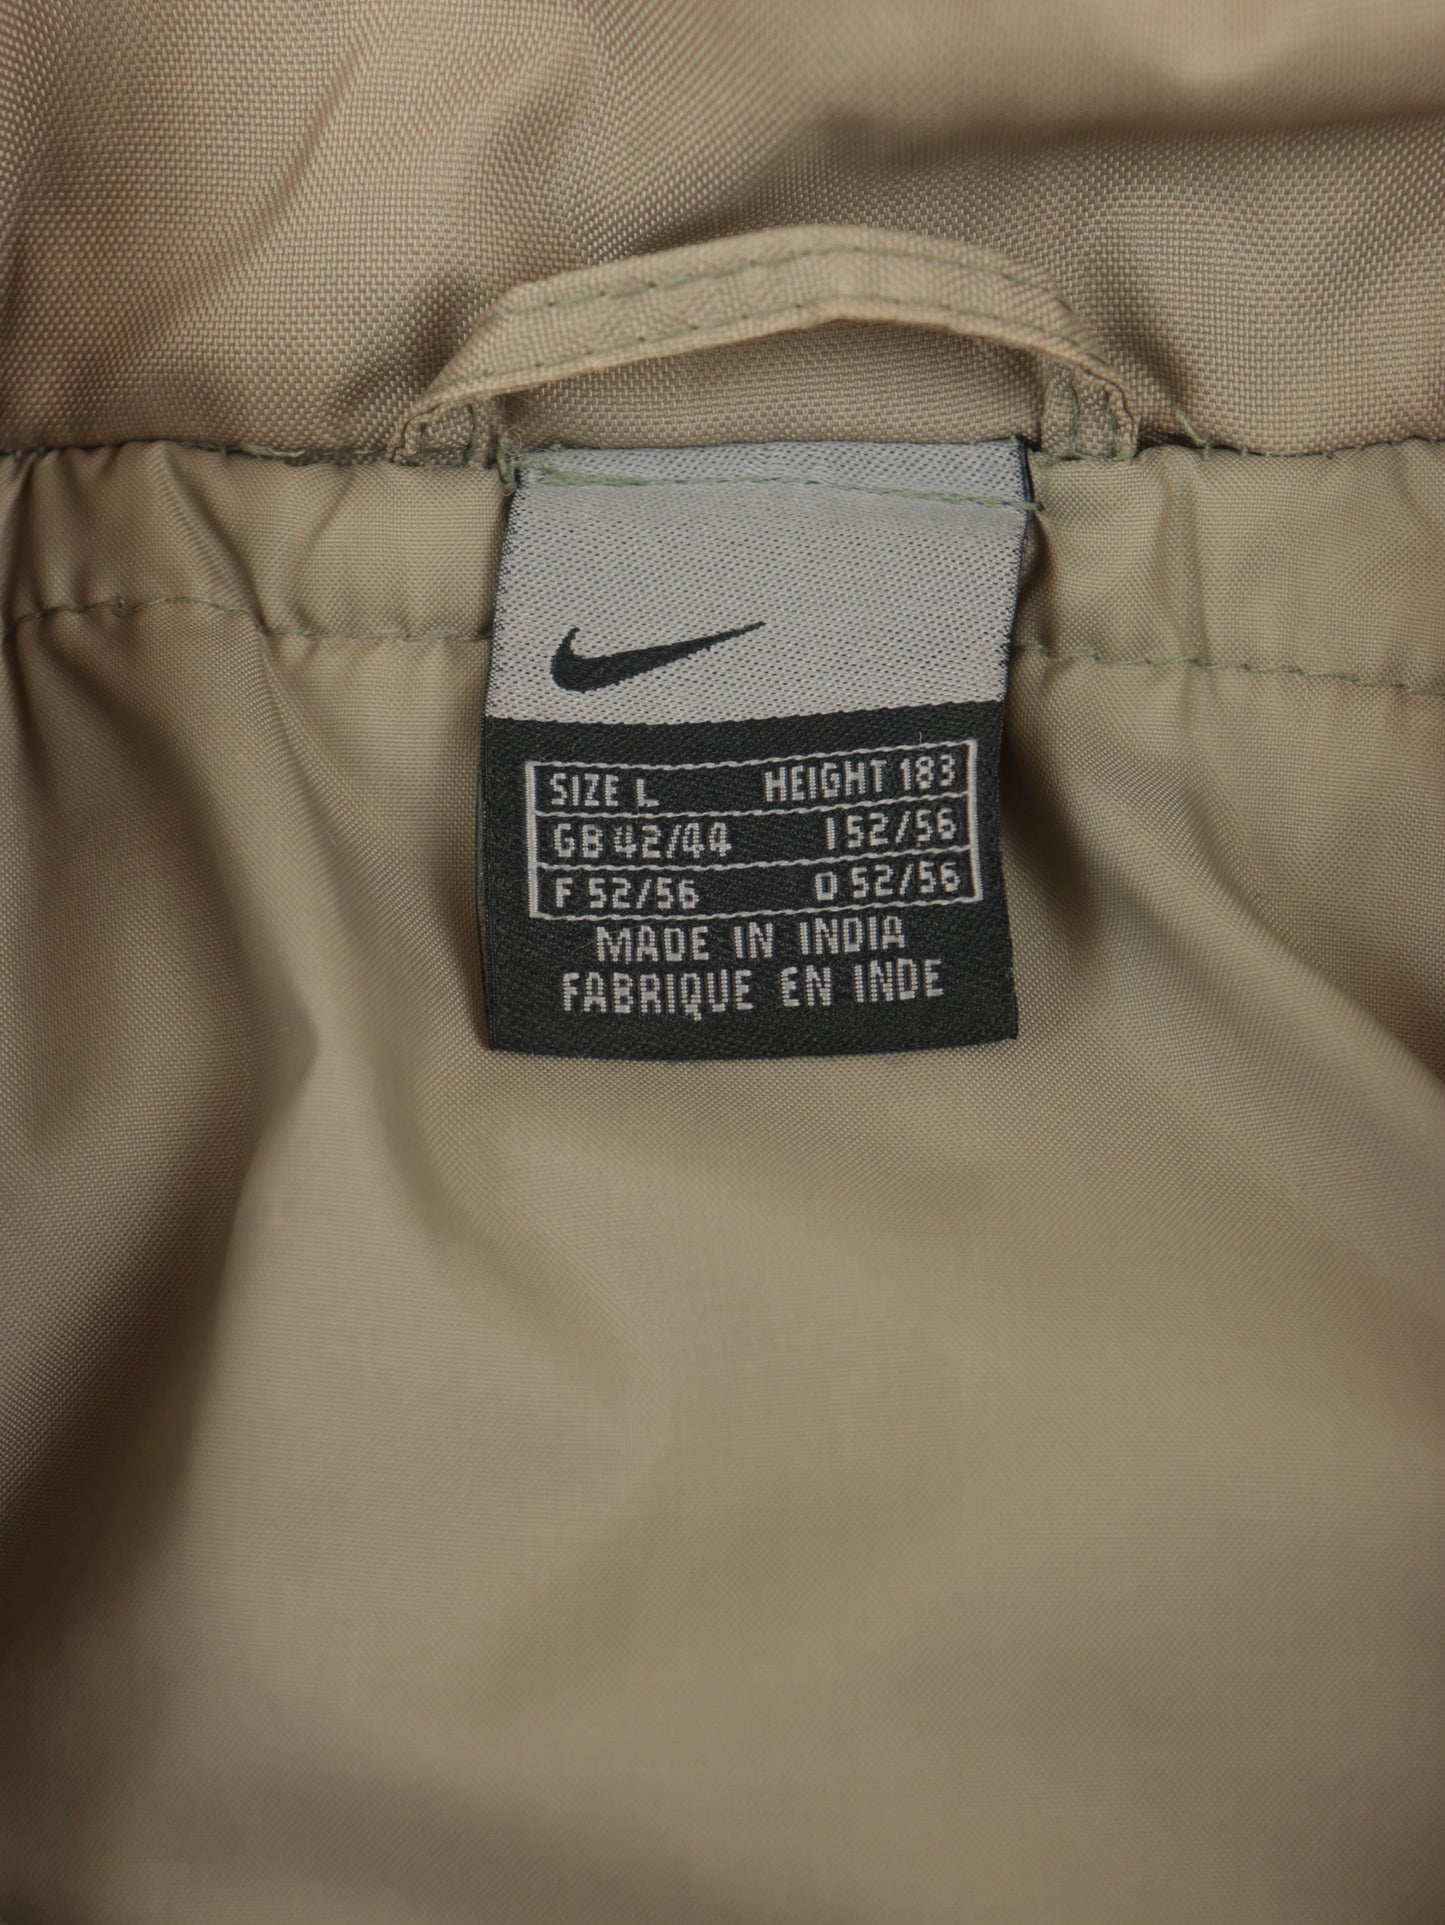 SIZE L HEIGHT 183
GB 42/44 I 52/56
F 52/56 D 52/56
MADE IN INDIA
FABRIQUE EN INDE